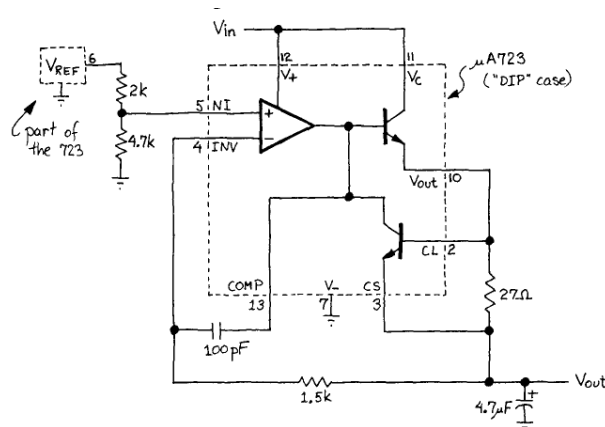 Vin
VREF
6
2k
4.7k
part of
the 723
12
V+
11
VC
μA723
("DIP" case)
5 NI
+
4 INV
−
Vout 10
CL 2
COMP
13
V−
7
CS
3
27Ω
100pF
1.5k
4.7μF
+
Vout